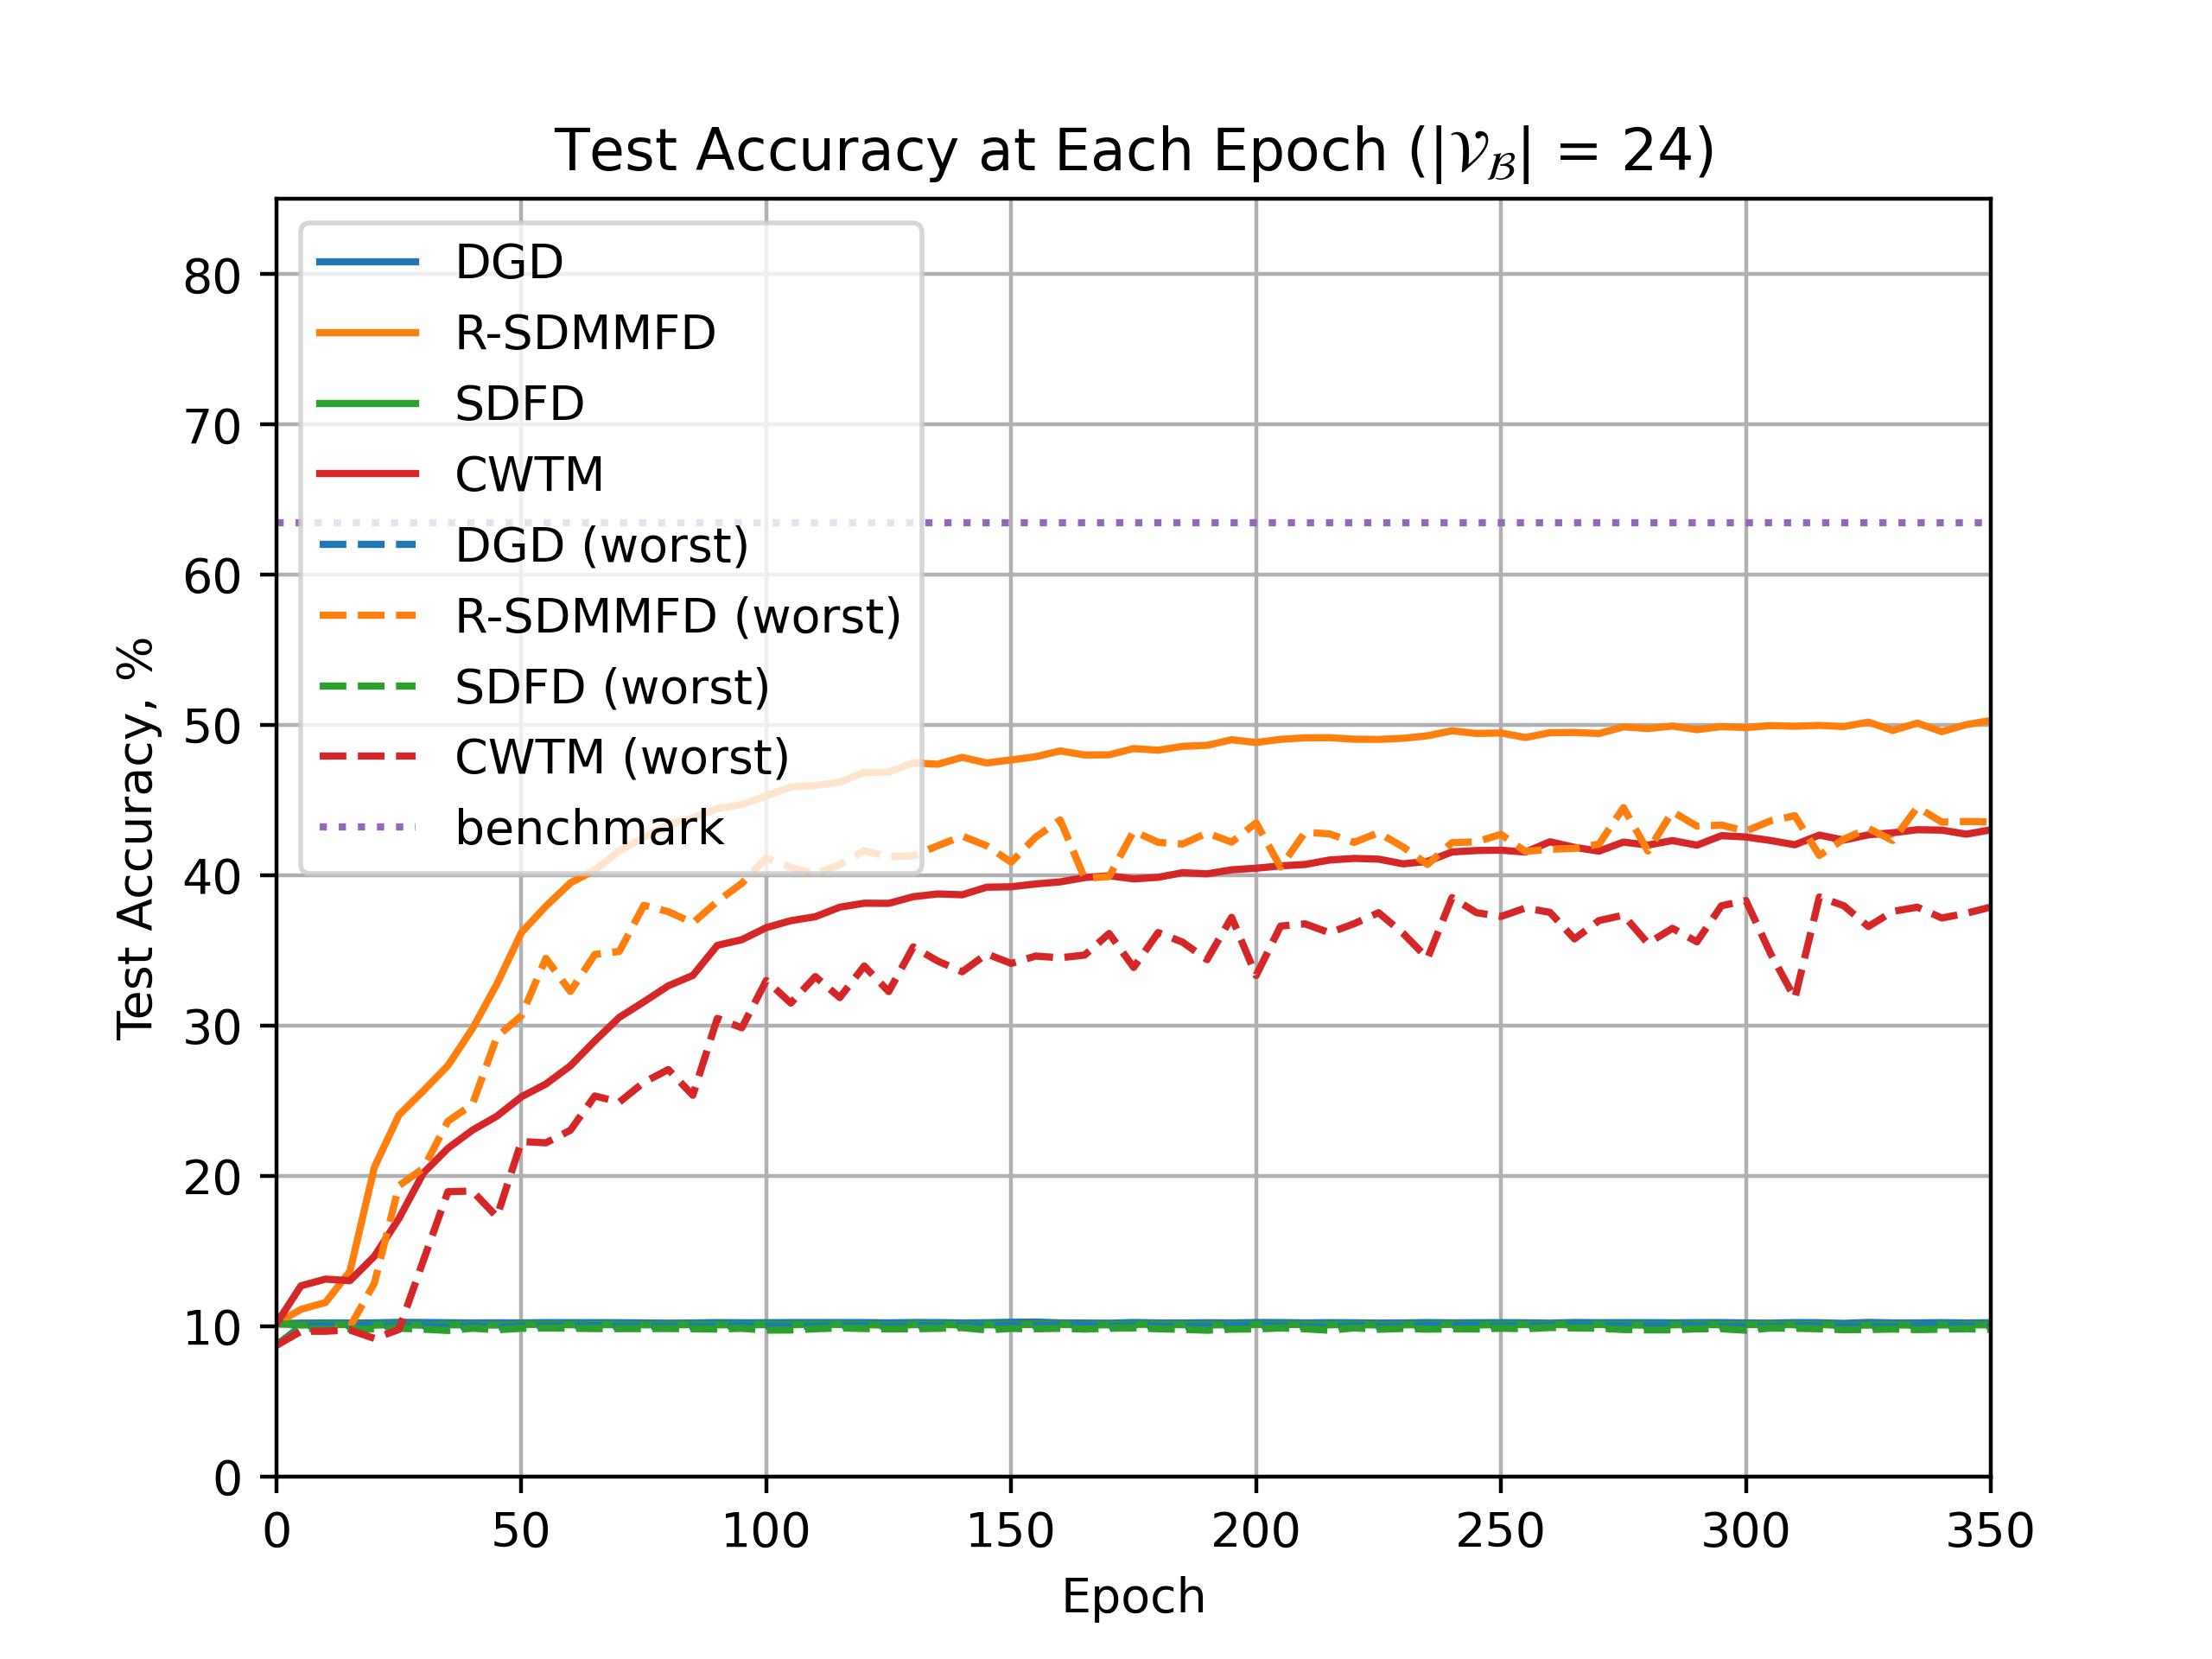 Test Accuracy at Each Epoch (|𝒱_ℬ| = 24)
Test Accuracy, %
80
70
60
50
40
30
20
10
0
DGD
R-SDMMFD
SDFD
CWTM
DGD (worst)
R-SDMMFD (worst)
SDFD (worst)
CWTM (worst)
benchmark
0 50 100 150 200 250 300 350
Epoch